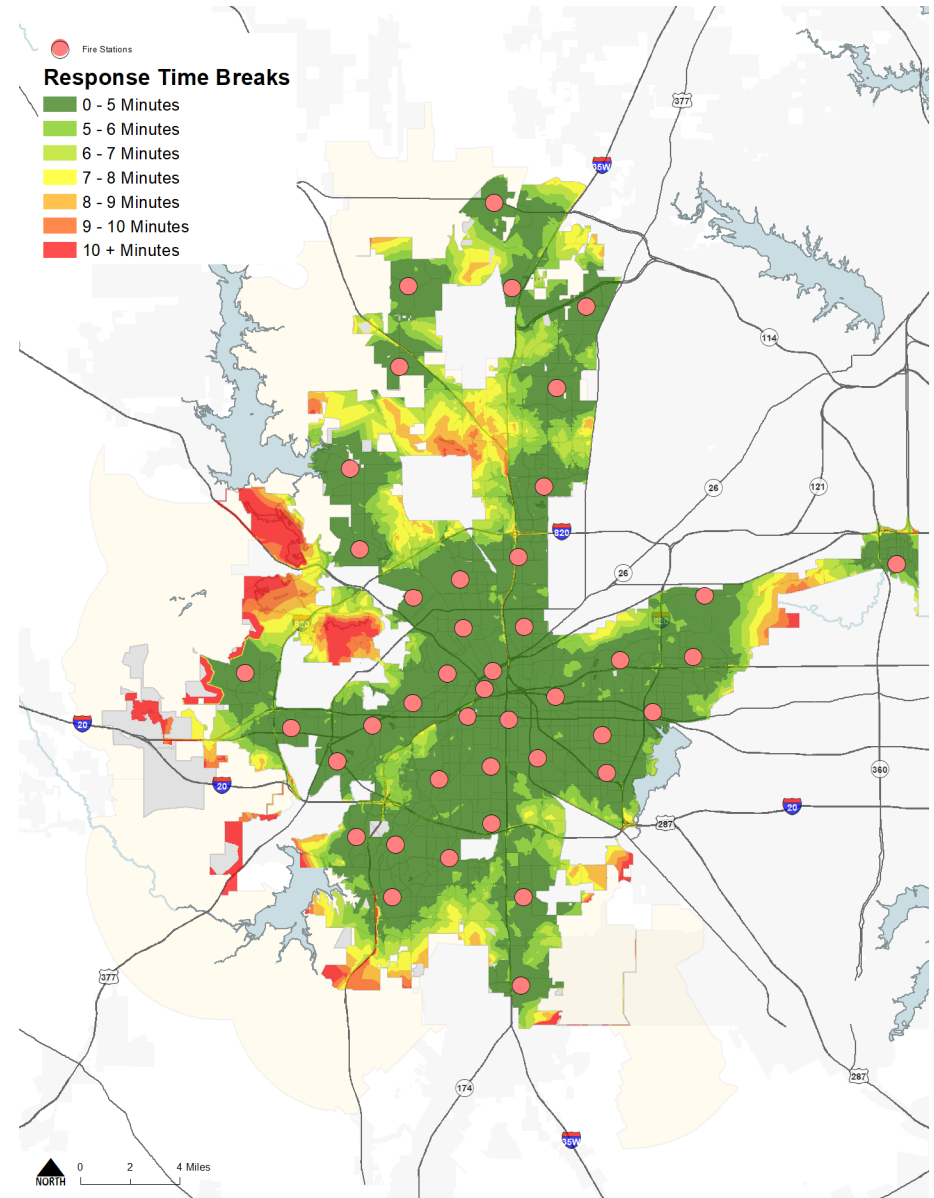 Fire Stations
Response Time Breaks
0 - 5 Minutes
5 - 6 Minutes
6 - 7 Minutes
7 - 8 Minutes
8 - 9 Minutes
9 - 10 Minutes
10 + Minutes
377
35W
114
26
121
820
26
820
820
20
20
360
20
287
377
287
174
35W
NORTH
0 2 4 Miles